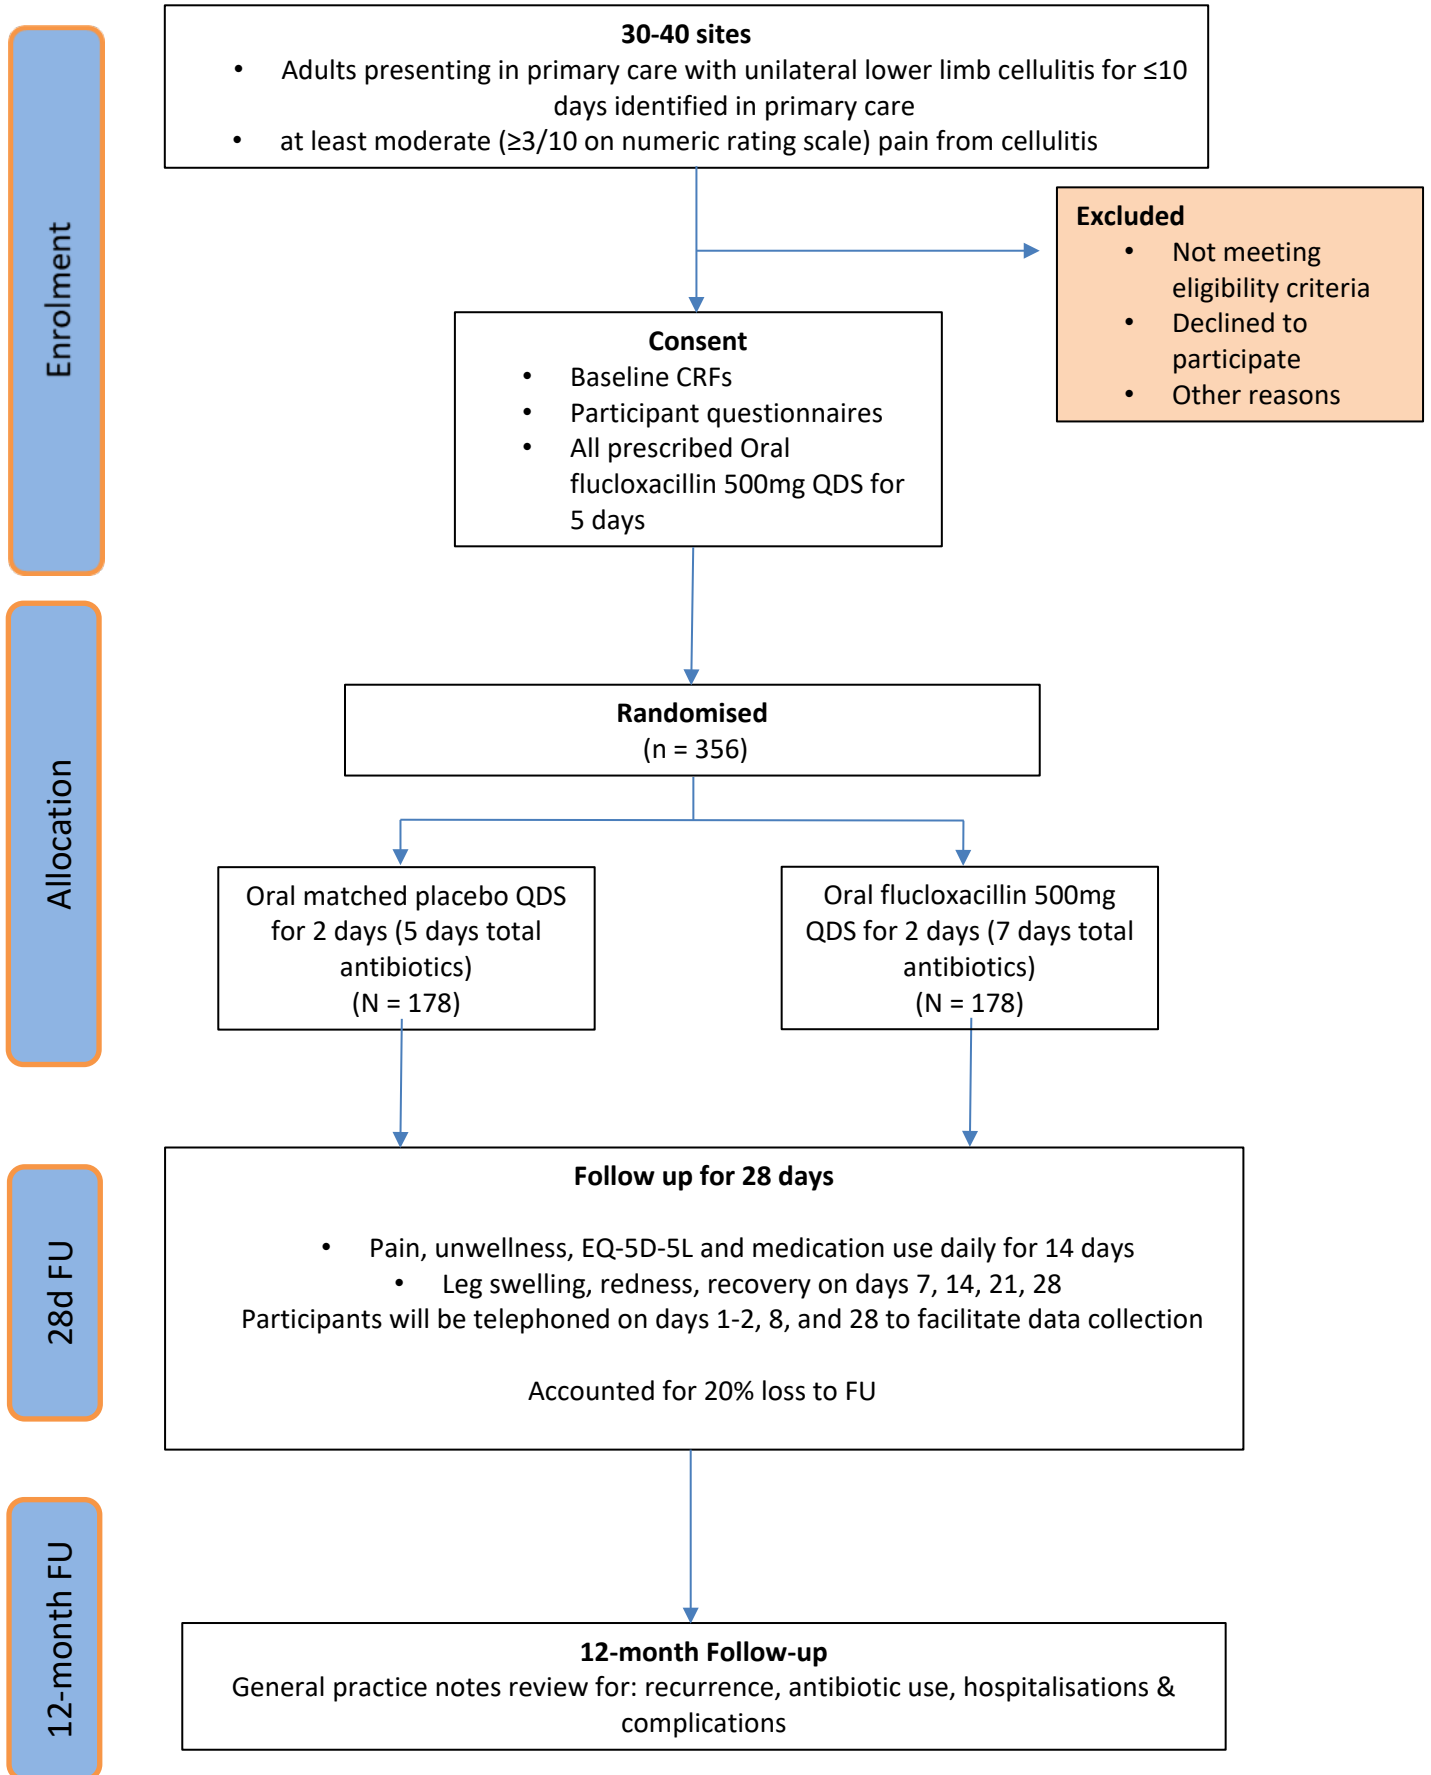 30-40 sites
• Adults presenting in primary care with unilateral lower limb cellulitis for ≤10
days identified in primary care
• at least moderate (≥3/10 on numeric rating scale) pain from cellulitis
Enrolment
Excluded
• Not meeting
eligibility criteria
• Declined to
participate
• Other reasons
Consent
• Baseline CRFs
• Participant questionnaires
• All prescribed Oral
flucloxacillin 500mg QDS for
5 days
Allocation
Randomised
(n = 356)
Oral matched placebo QDS
for 2 days (5 days total
antibiotics)
(N = 178)
Oral flucloxacillin 500mg
QDS for 2 days (7 days total
antibiotics)
(N = 178)
28d FU
Follow up for 28 days
• Pain, unwellness, EQ-5D-5L and medication use daily for 14 days
• Leg swelling, redness, recovery on days 7, 14, 21, 28
Participants will be telephoned on days 1-2, 8, and 28 to facilitate data collection
Accounted for 20% loss to FU
12-month FU
12-month Follow-up
General practice notes review for: recurrence, antibiotic use, hospitalisations &
complications